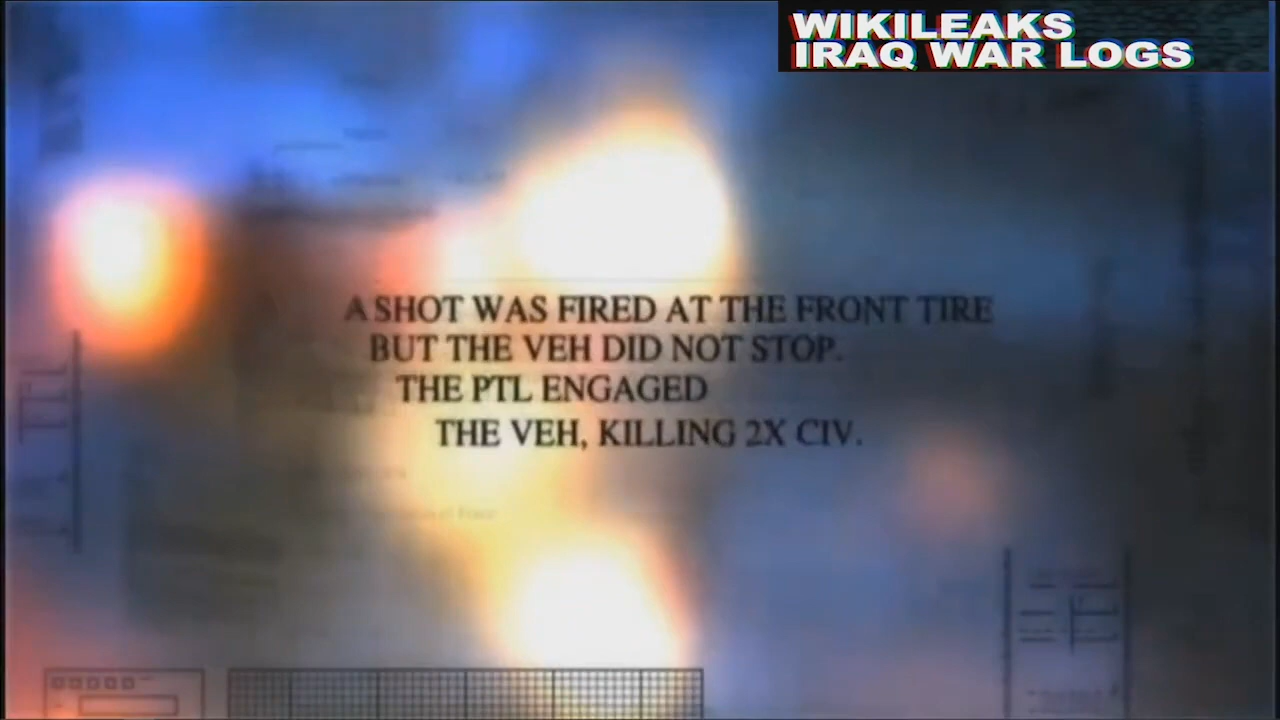 WIKILEAKS
IRAQ WAR LOGS
A SHOT WAS FIRED AT THE FRONT TIRE
BUT THE VEH DID NOT STOP.
THE PTL ENGAGED
THE VEH, KILLING 2X CIV.